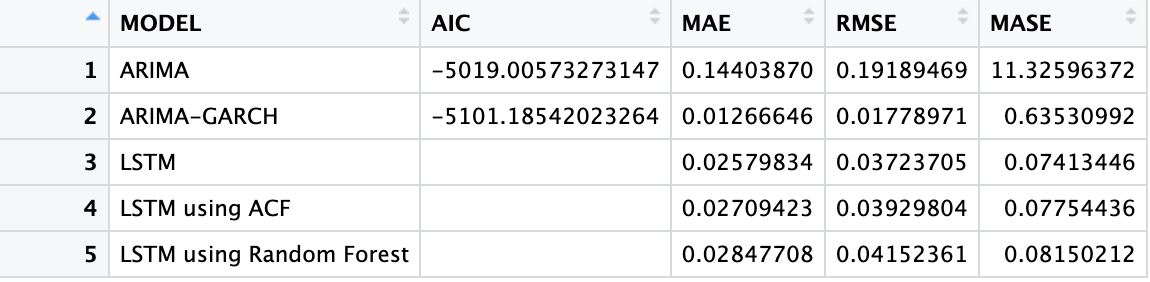 MODEL AIC MAE RMSE MASE
1 ARIMA -5019.00573273147 0.14403870 0.19189469 11.32596372
2 ARIMA-GARCH -5101.18542023264 0.01266646 0.01778971 0.63530992
3 LSTM 0.02579834 0.03723705 0.07413446
4 LSTM using ACF 0.02709423 0.03929804 0.07754436
5 LSTM using Random Forest 0.02847708 0.04152361 0.08150212